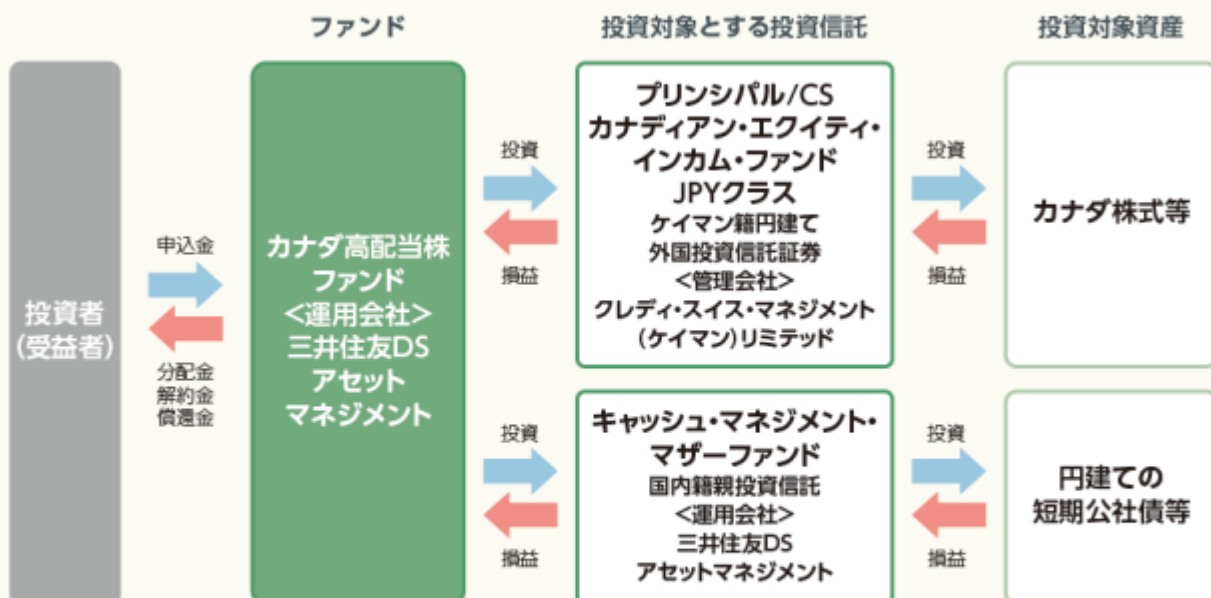 ファンド
投資対象とする投資信託
投資対象資産
投資者
(受益者)
申込金
分配金
解約金
償還金
カナダ高配当株
ファンド
<運用会社>
三井住友DS
アセット
マネジメント
投資
損益
プリンシパル/CS
カナディアン・エクイティ・
インカム・ファンド
JPYクラス
ケイマン籍円建て
外国投資信託証券
<管理会社>
クレディ・スイス・マネジメント
(ケイマン)リミテッド
投資
損益
カナダ株式等
投資
損益
キャッシュ・マネジメント・
マザーファンド
国内籍親投資信託
<運用会社>
三井住友DS
アセットマネジメント
投資
損益
円建ての
短期公社債等